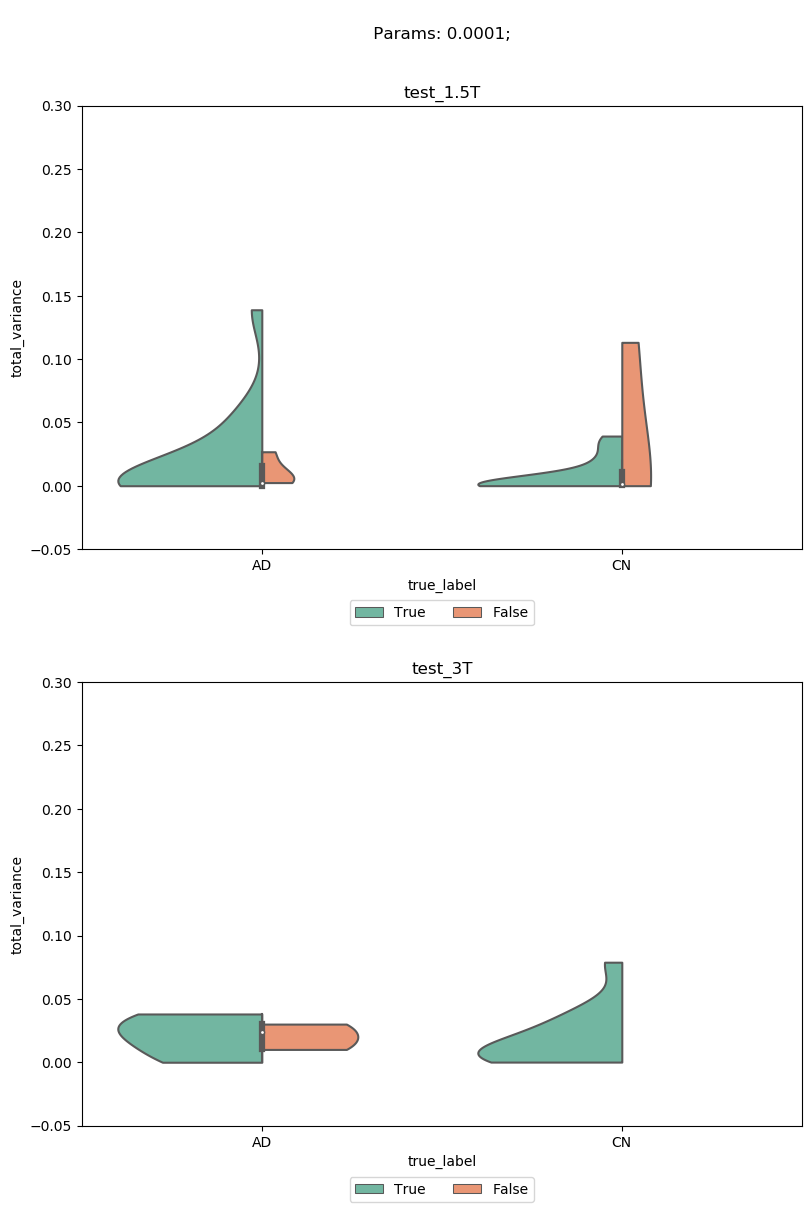 Params: 0.0001;
test_1.5T
0.30
0.25
0.20
0.15
0.10
0.05
0.00
−0.05
total_variance
AD CN
true_label
True False
test_3T
0.30
0.25
0.20
0.15
0.10
0.05
0.00
−0.05
total_variance
AD CN
true_label
True False